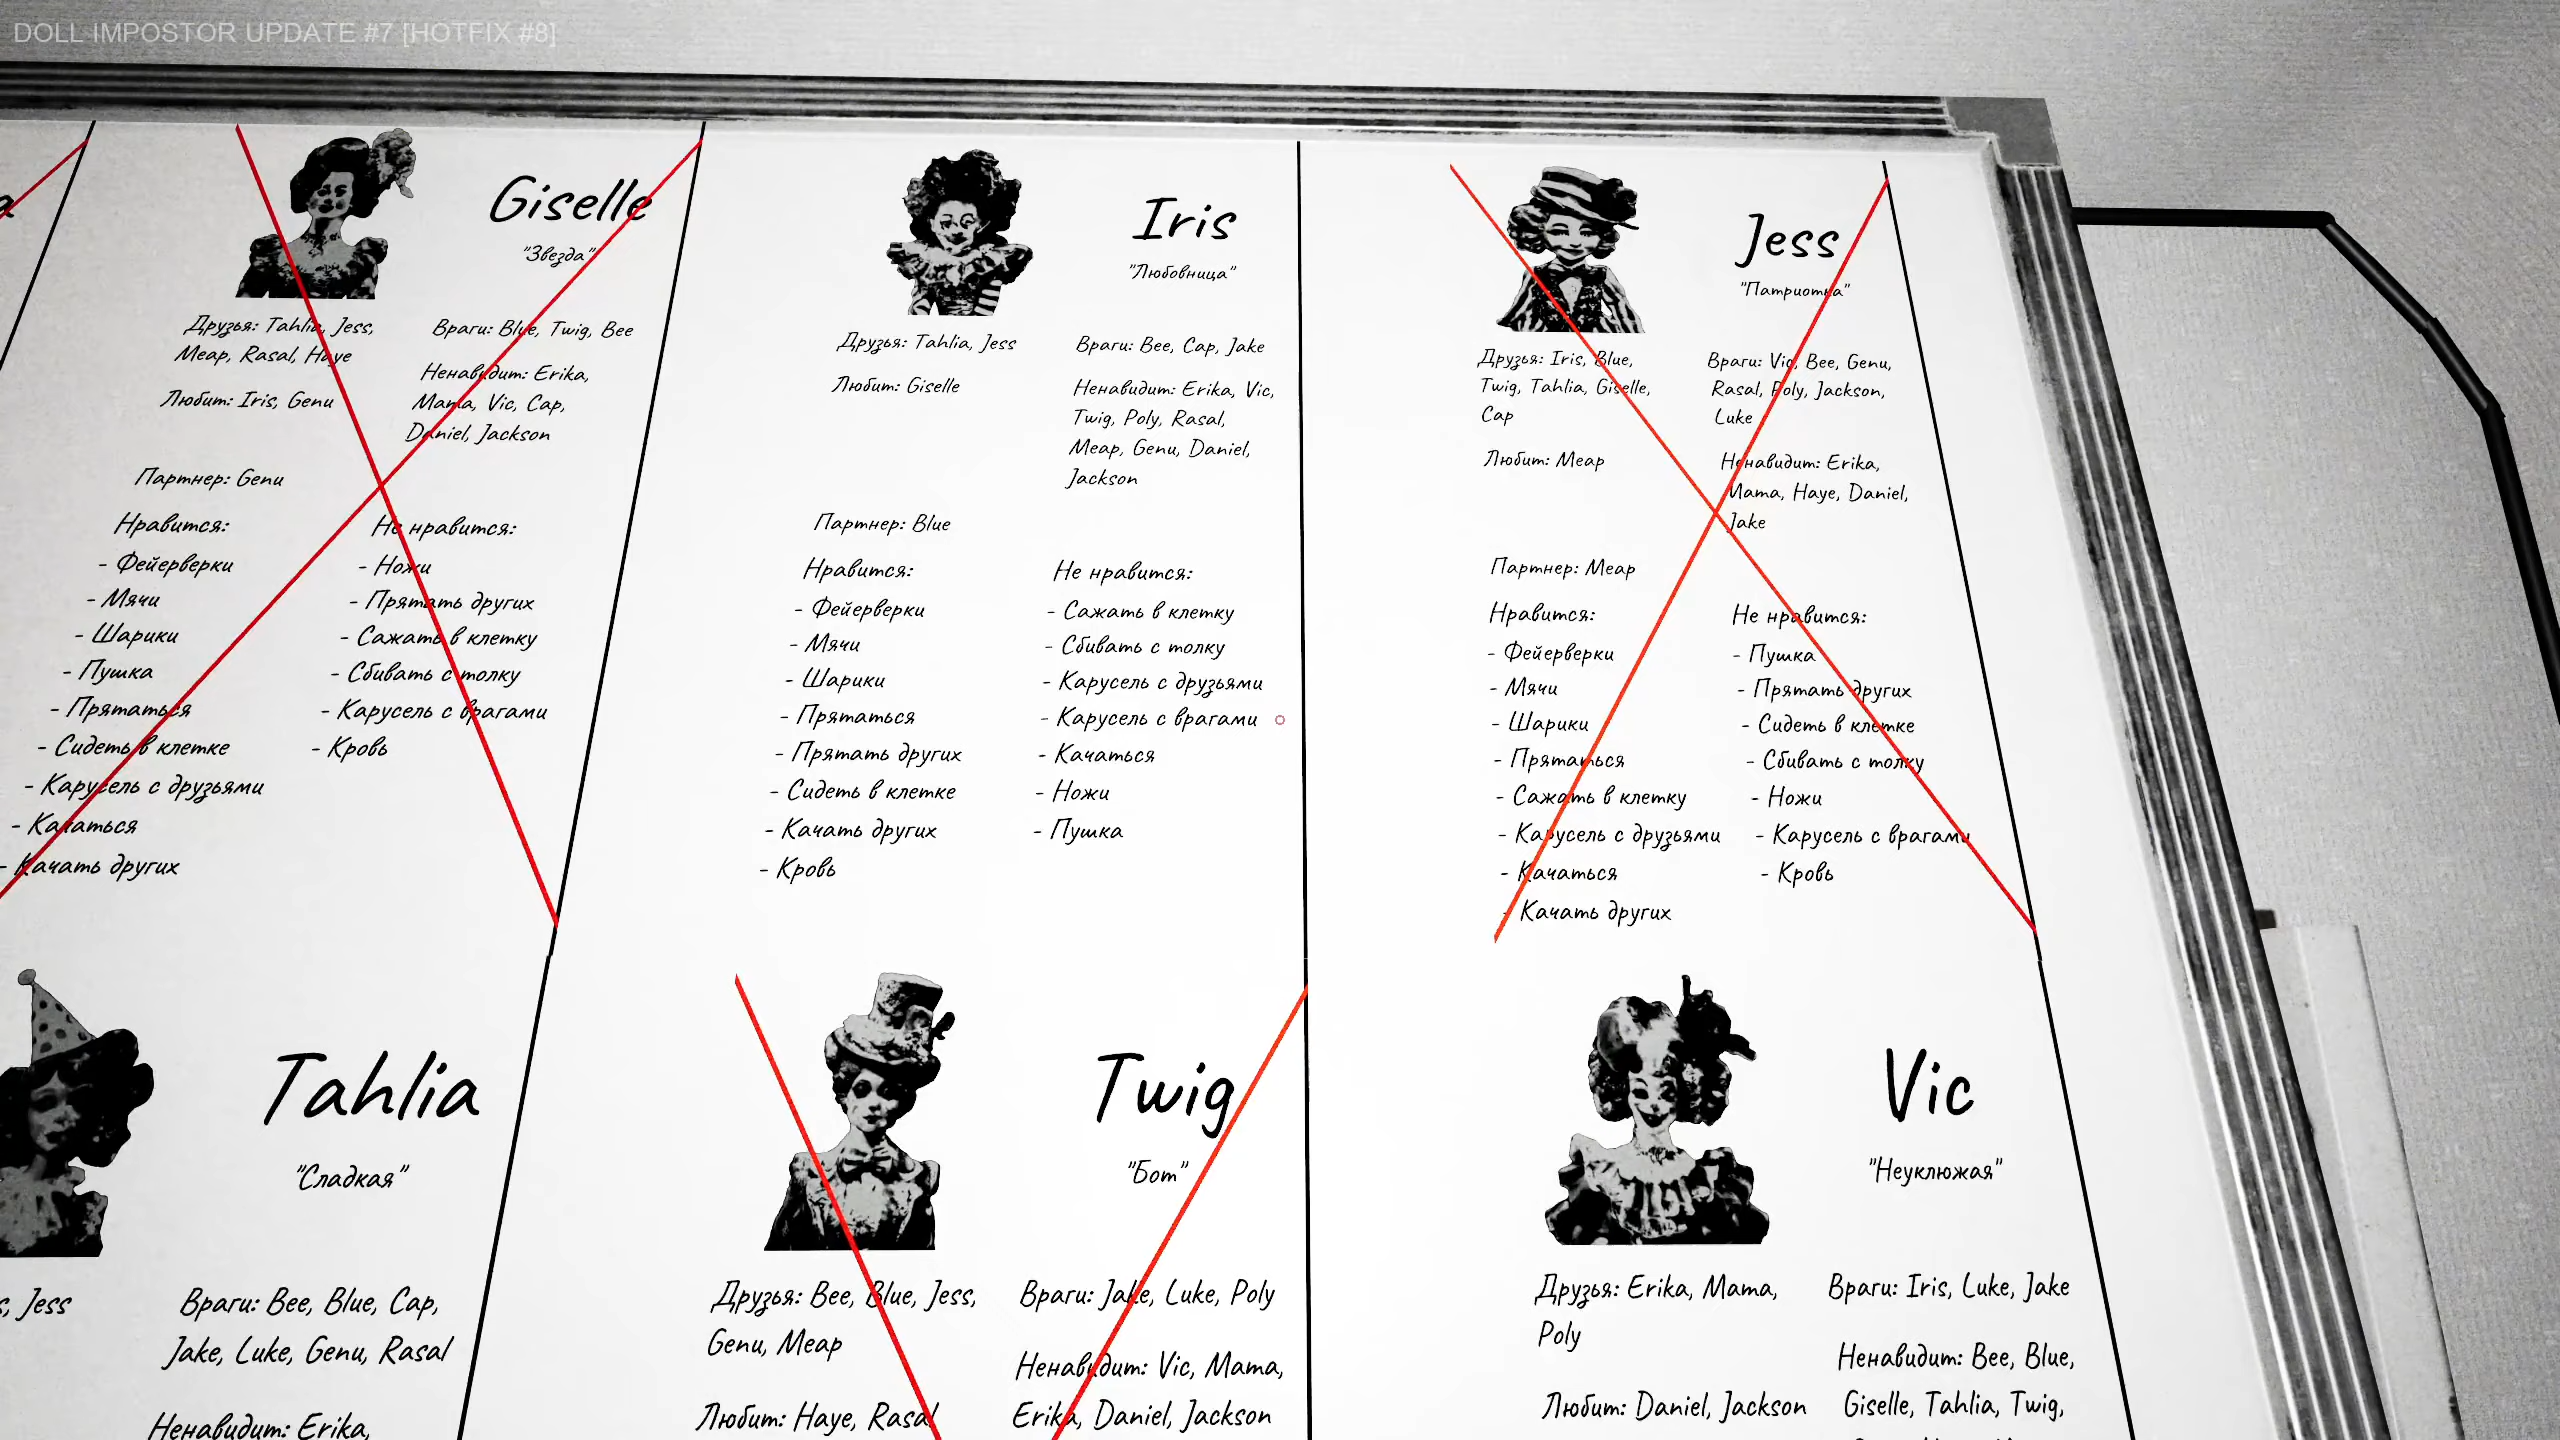 DOLL IMPOSTOR UPDATE #7 [HOTFIX #8]
a
Giselle
"Звезда"
Друзья: Tahlia, Jess,
Meap, Rasal, Haye
Любит: Iris, Genu
Враги: Blue, Twig, Bee
Ненавидит: Erika,
Mama, Vic, Cap,
Daniel, Jackson
Партнер: Genu
Нравится:
- Фейерверки
- Мячи
- Шарики
- Пушка
- Прятаться
- Сидеть в клетке
- Карусель с друзьями
- Качаться
- Качать других
Не нравится:
- Ножи
- Прятать других
- Сажать в клетку
- Сбивать с толку
- Карусель с врагами
- Кровь
Iris
"Любовница"
Друзья: Tahlia, Jess
Любит: Giselle
Враги: Bee, Cap, Jake
Ненавидит: Erika, Vic,
Twig, Poly, Rasal,
Meap, Genu, Daniel,
Jackson
Партнер: Blue
Нравится:
- Фейерверки
- Мячи
- Шарики
- Прятаться
- Прятать других
- Сидеть в клетке
- Качать других
- Кровь
Не нравится:
- Сажать в клетку
- Сбивать с толку
- Карусель с друзьями
- Карусель с врагами
- Качаться
- Ножи
- Пушка
Jess
"Патриотка"
Друзья: Iris, Blue,
Twig, Tahlia, Giselle,
Cap
Любит: Meap
Враги: Vic, Bee, Genu,
Rasal, Poly, Jackson,
Luke
Ненавидит: Erika,
Mama, Haye, Daniel,
Jake
Партнер: Meap
Нравится:
- Фейерверки
- Мячи
- Шарики
- Прятаться
- Сажать в клетку
- Карусель с друзьями
- Качаться
- Качать других
Не нравится:
- Пушка
- Прятать других
- Сидеть в клетке
- Сбивать с толку
- Ножи
- Карусель с врагами
- Кровь
Tahlia
"Сладкая"
s, Jess
Враги: Bee, Blue, Cap,
Jake, Luke, Genu, Rasal
Ненавидит: Erika,
Twig
"Бот"
Друзья: Bee, Blue, Jess,
Genu, Meap
Любит: Haye, Rasal
Враги: Jake, Luke, Poly
Ненавидит: Vic, Mama,
Erika, Daniel, Jackson
Vic
"Неуклюжая"
Друзья: Erika, Mama,
Poly
Любит: Daniel, Jackson
Враги: Iris, Luke, Jake
Ненавидит: Bee, Blue,
Giselle, Tahlia, Twig,